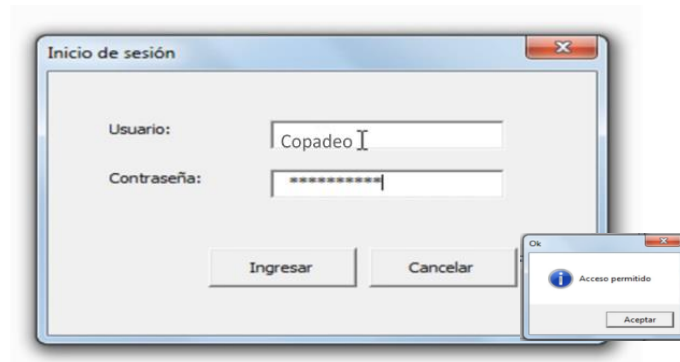 Inicio de sesión
Usuario:
Copadeo
Contraseña:
**********
Ingresar
Cancelar
Ok
Acceso permitido
Aceptar